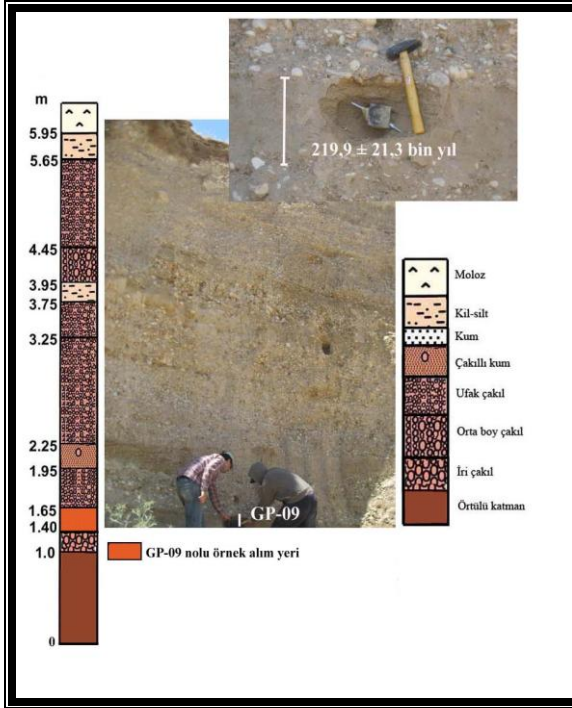 m
5.95
5.65
4.45
3.95
3.75
3.25
2.25
1.95
1.65
1.40
1.0
0
219,9 ± 21,3 bin yıl
GP-09
GP-09 nolu örnek alım yeri
Moloz
Kil-silt
Kum
Çakıllı kum
Ufak çakıl
Orta boy çakıl
İri çakıl
Örtülü katman